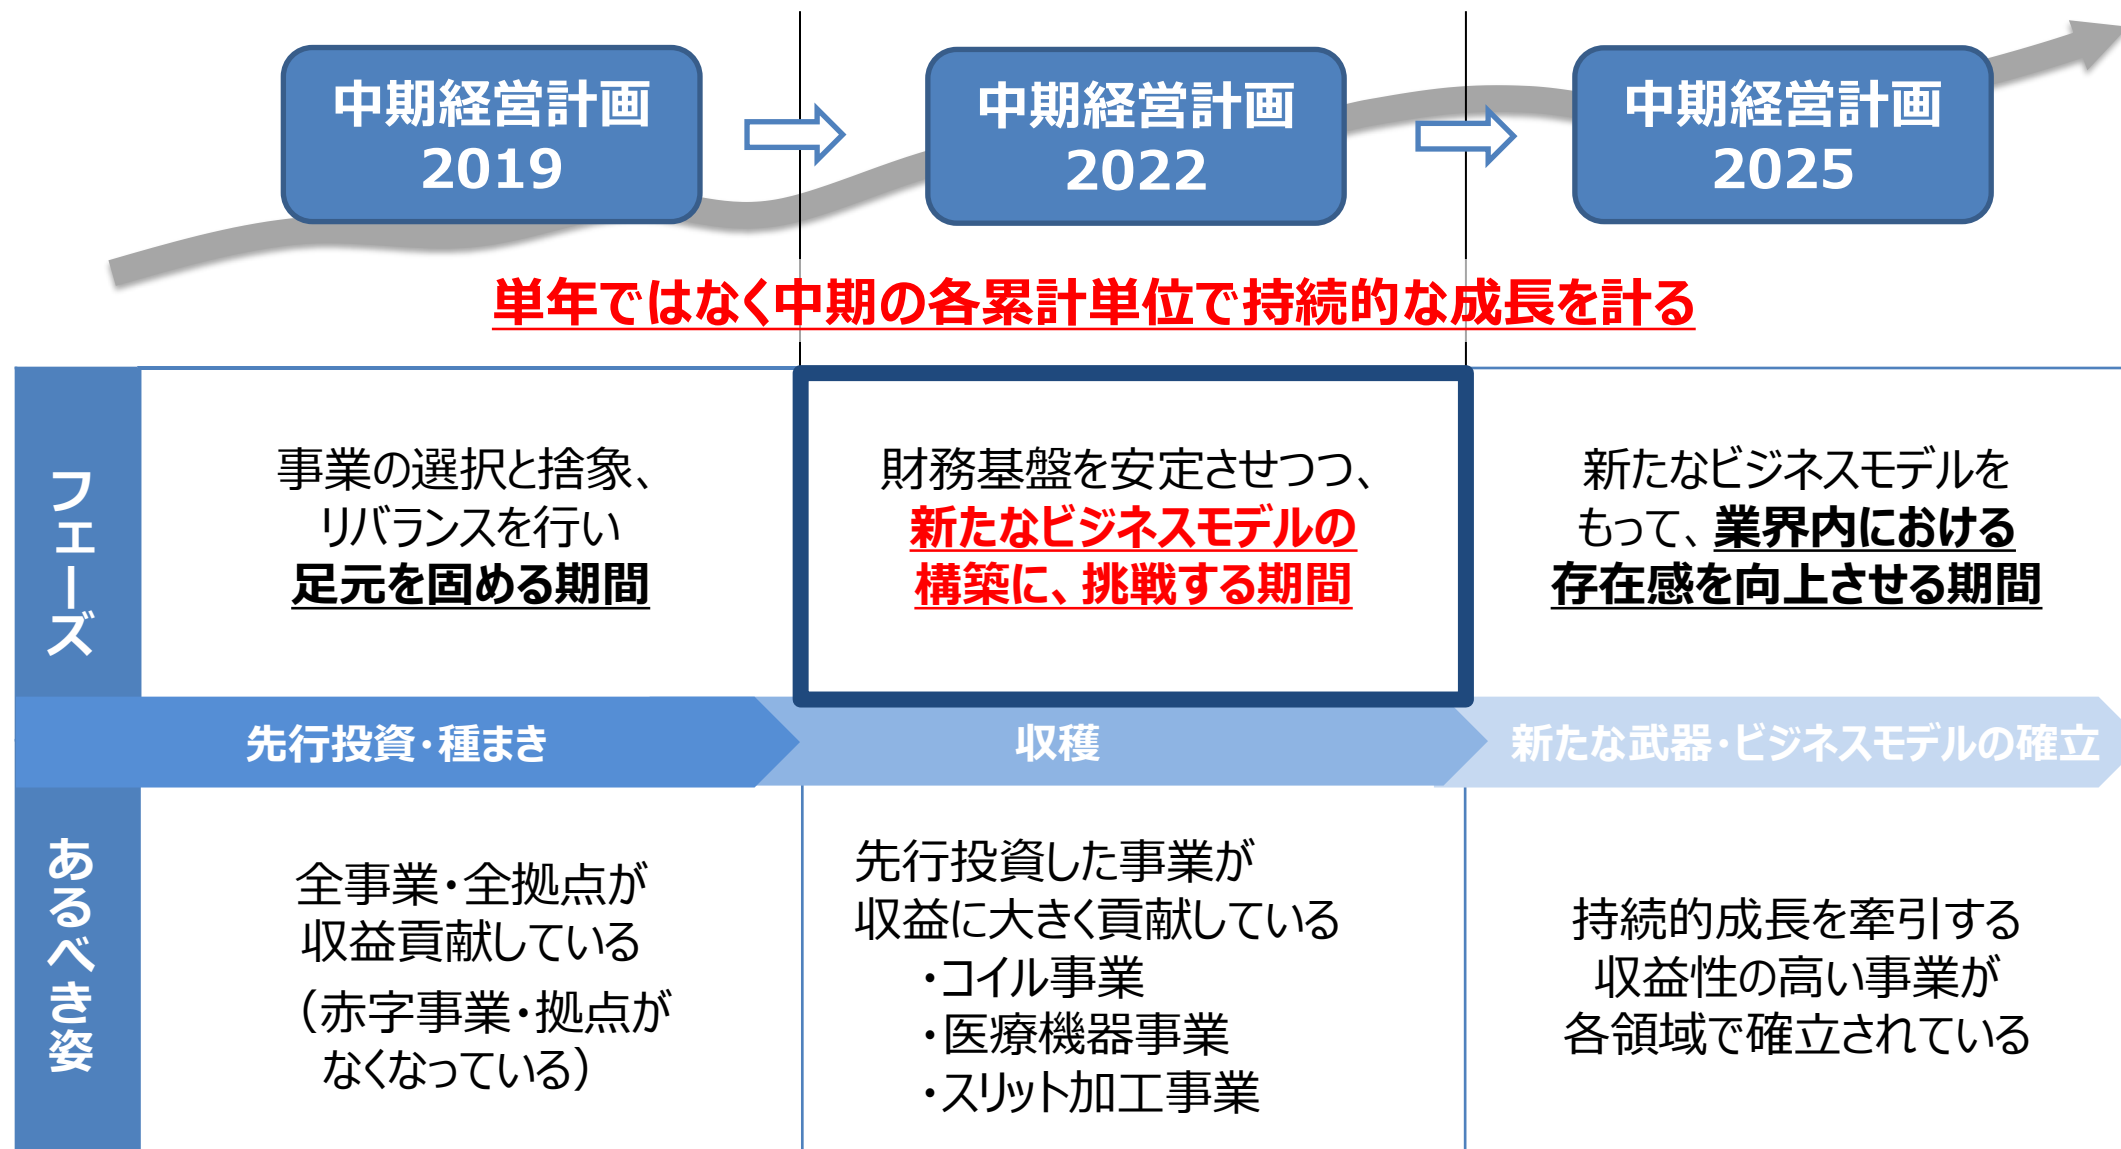 中期経営計画
2019
中期経営計画
2022
中期経営計画
2025
単年ではなく中期の各累計単位で持続的な成長を計る
フェーズ
事業の選択と捨象、
リバランスを行い
足元を固める期間
財務基盤を安定させつつ、
新たなビジネスモデルの
構築に、挑戦する期間
新たなビジネスモデルを
もって、業界内における
存在感を向上させる期間
先行投資・種まき
収穫
新たな武器・ビジネスモデルの確立
あるべき姿
全事業・全拠点が
収益貢献している
（赤字事業・拠点が
なくなっている）
先行投資した事業が
収益に大きく貢献している
・コイル事業
・医療機器事業
・スリット加工事業
持続的成長を牽引する
収益性の高い事業が
各領域で確立されている